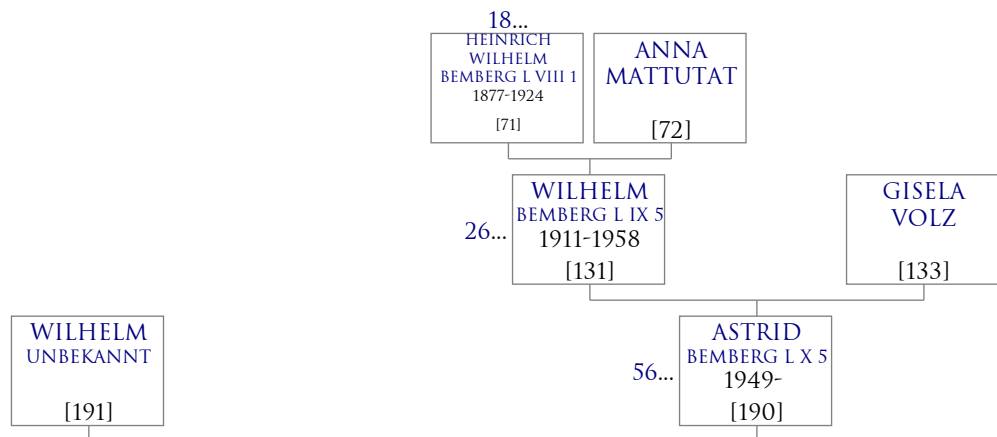 18...
HEINRICH
WILHELM
BEMBERG L VIII 1
1877-1924
[71]
ANNA
MATTUTAT
[72]
WILHELM
BEMBERG L IX 5
1911-1958
[131]
26...
GISELA
VOLZ
[133]
WILHELM
UNBEKANNT
[191]
ASTRID
BEMBERG L X 5
1949-
[190]
56...